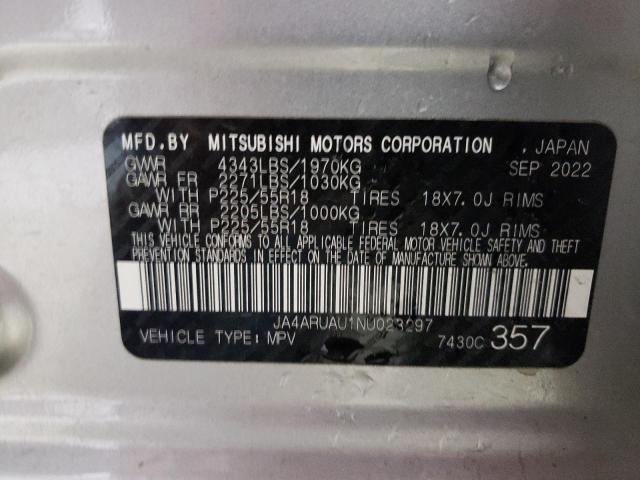 MFD.BY MITSUBISHI MOTORS CORPORATION . JAPAN
GVWR 4343LBS/1970KG SEP 2022
GAWR FR 2271LBS/1030KG
WITH P225/55R18 TIRES 18X7.0J RIMS
GAWR RR 2205LBS/1000KG
WITH P225/55R18 TIRES 18X7.0J RIMS
THIS VEHICLE CONFORMS TO ALL APPLICABLE FEDERAL MOTOR VEHICLE SAFETY AND THEFT
PREVENTION STANDARDS IN EFFECT ON THE DATE OF MANUFACTURE SHOWN ABOVE.
JA4ARUAU1NU023297
VEHICLE TYPE: MPV 7430C 357